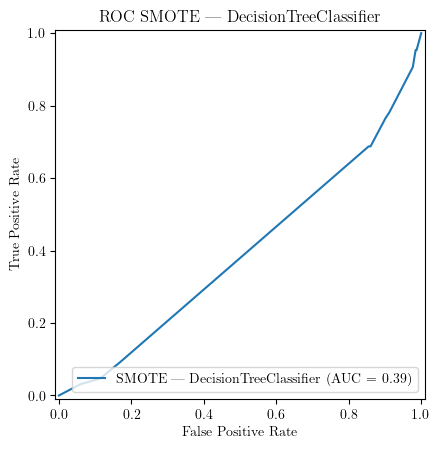 ROC SMOTE — DecisionTreeClassifier
1.0
0.8
0.6
0.4
0.2
0.0
True Positive Rate
SMOTE — DecisionTreeClassifier (AUC = 0.39)
0.0 0.2 0.4 0.6 0.8 1.0
False Positive Rate